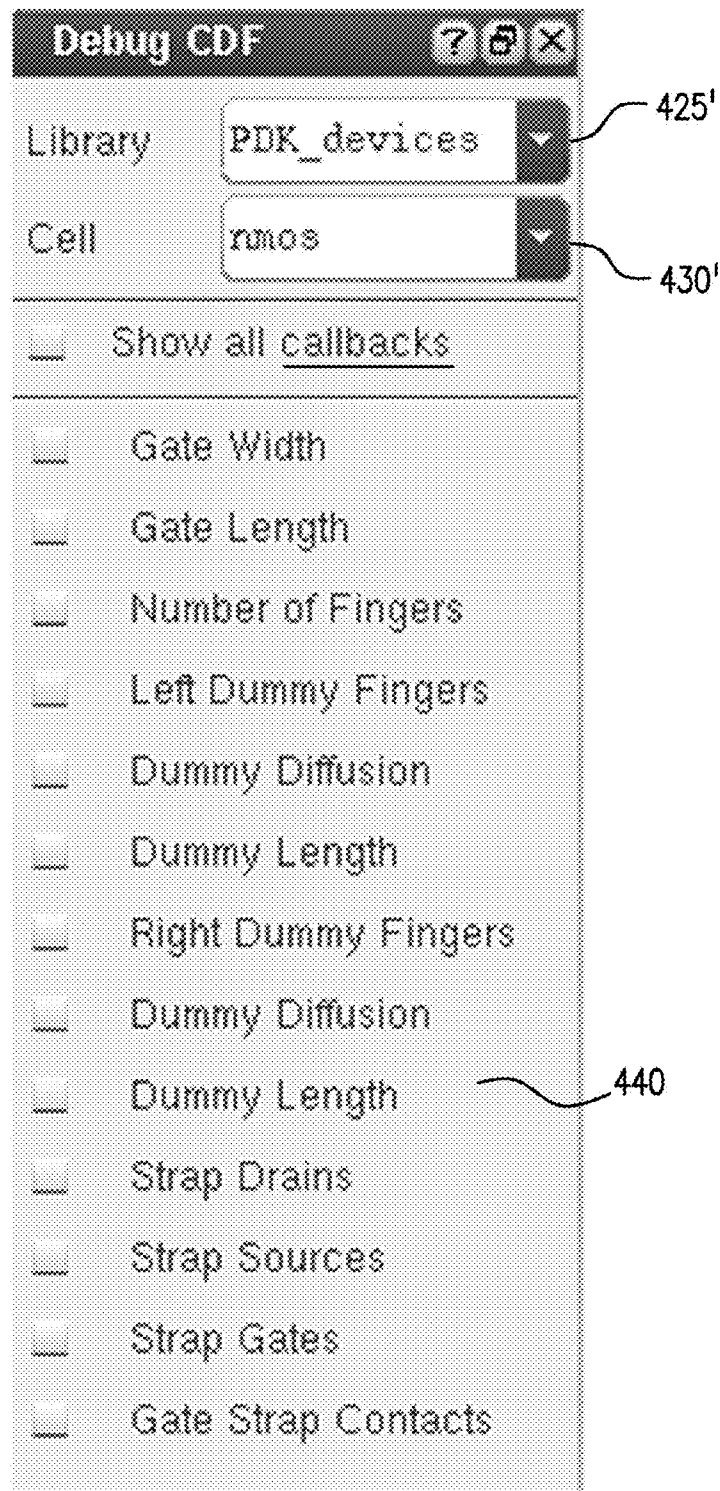 Debug CDF
Library PDK_devices 425'
Cell nmos 430'
Show all callbacks
Gate Width
Gate Length
Number of Fingers
Left Dummy Fingers
Dummy Diffusion
Dummy Length
Right Dummy Fingers
Dummy Diffusion
Dummy Length 440
Strap Drains
Strap Sources
Strap Gates
Gate Strap Contacts